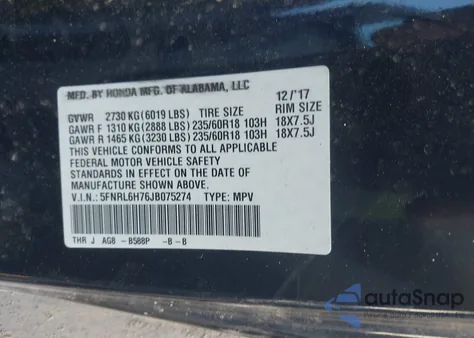 MFD. BY HONDA MFG. OF ALABAMA, LLC 12/'17
GVWR 2730 KG (6019 LBS) TIRE SIZE RIM SIZE
GAWR F 1310 KG (2888 LBS) 235/60R18 103H 18X7.5J
GAWR R 1465 KG (3230 LBS) 235/60R18 103H 18X7.5J
THIS VEHICLE CONFORMS TO ALL APPLICABLE
FEDERAL MOTOR VEHICLE SAFETY
STANDARDS IN EFFECT ON THE DATE OF
MANUFACTURE SHOWN ABOVE.
V.I.N.: 5FNRL6H76JB075274 TYPE: MPV
THR J AG8 -B588P -B -B
autoSnap